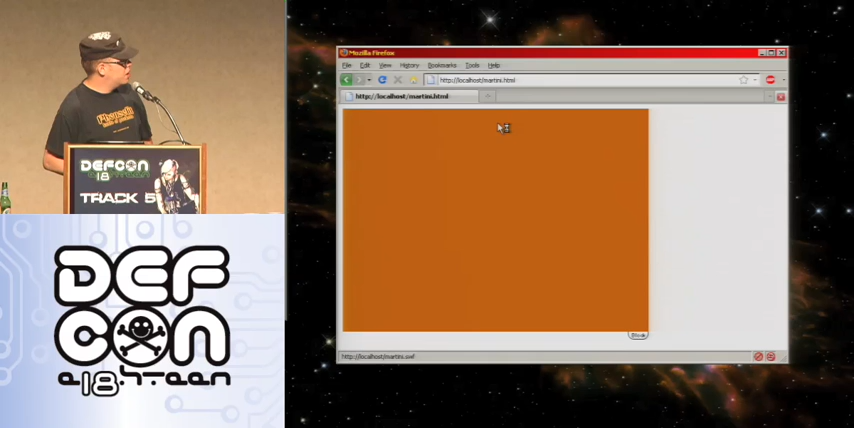 DEFCON
18
TRACK 5
DEF
CON
18
Mozilla Firefox
File Edit View History Bookmarks Tools Help
http://localhost/martini.html
http://localhost/martini.html
Block
http://localhost/martini.swf